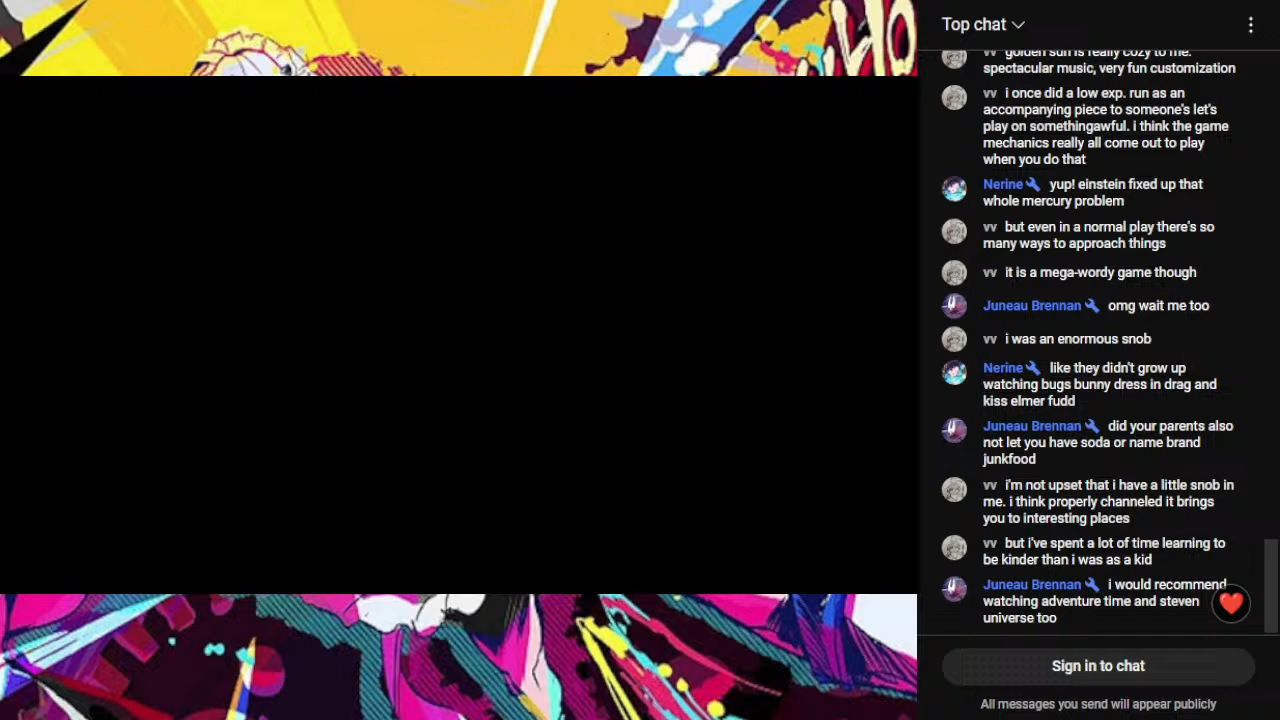 Top chat
vv golden sun is really cozy to me.
spectacular music, very fun customization
vv i once did a low exp. run as an
accompanying piece to someone's let's
play on somethingawful. i think the game
mechanics really all come out to play
when you do that
Nerine yup! einstein fixed up that
whole mercury problem
vv but even in a normal play there's so
many ways to approach things
vv it is a mega-wordy game though
Juneau Brennan omg wait me too
vv i was an enormous snob
Nerine like they didn't grow up
watching bugs bunny dress in drag and
kiss elmer fudd
Juneau Brennan did your parents also
not let you have soda or name brand
junkfood
vv i'm not upset that i have a little snob in
me. i think properly channeled it brings
you to interesting places
vv but i've spent a lot of time learning to
be kinder than i was as a kid
Juneau Brennan i would recommend
watching adventure time and steven
universe too
Sign in to chat
All messages you send will appear publicly